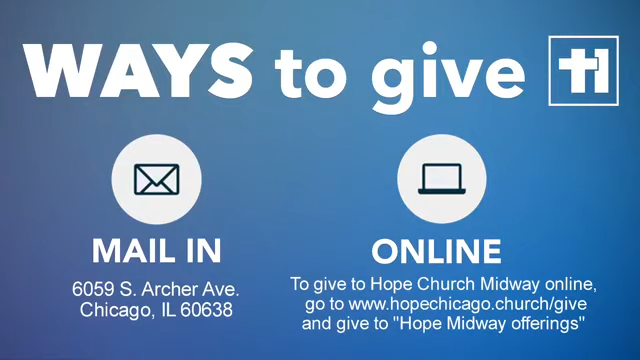 WAYS to give
MAIL IN
6059 S. Archer Ave.
Chicago, IL 60638
ONLINE
To give to Hope Church Midway online,
go to www.hopechicago.church/give
and give to "Hope Midway offerings"